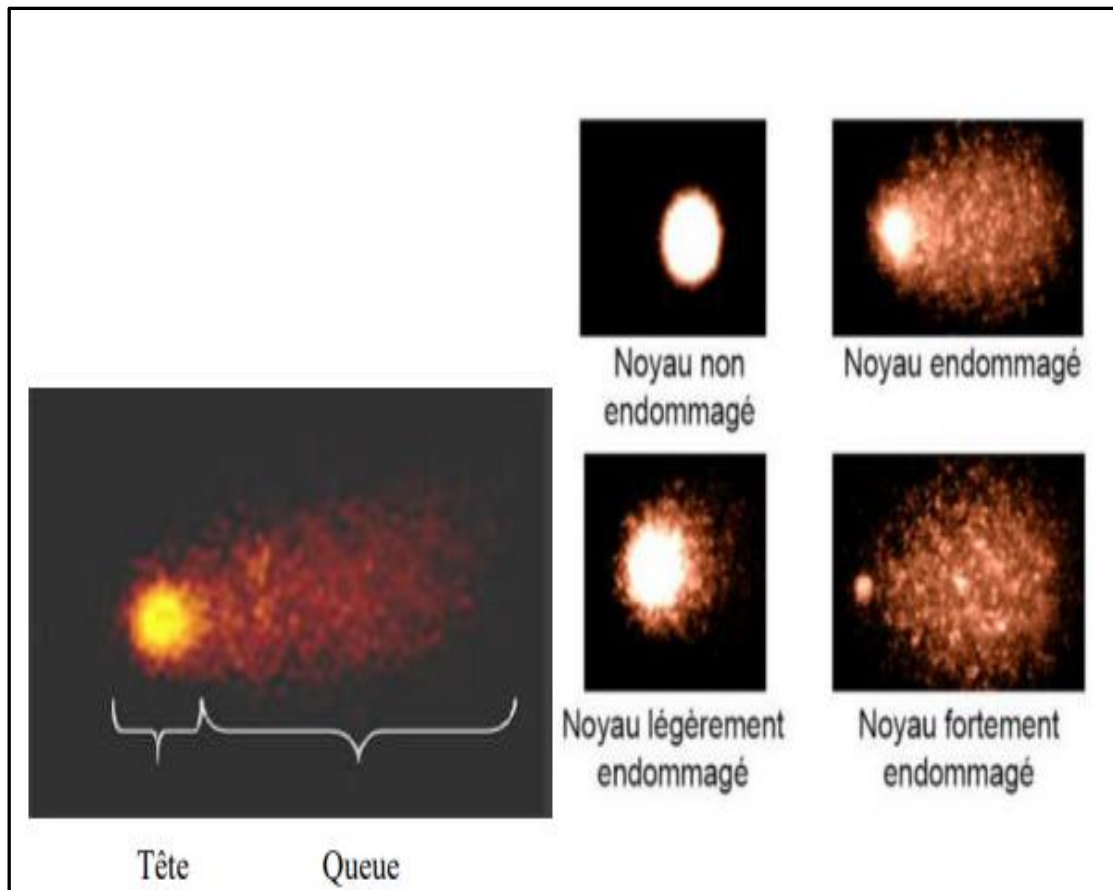 Noyau non
endommagé
Noyau endommagé
Noyau légèrement
endommagé
Noyau fortement
endommagé
Tête
Queue